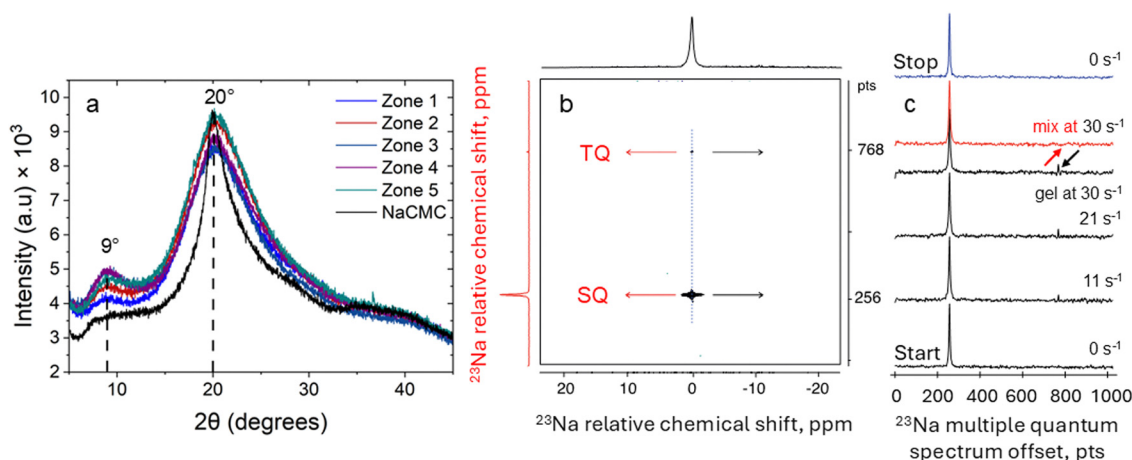 a
20°
9°
Zone 1
Zone 2
Zone 3
Zone 4
Zone 5
NaCMC
Intensity (a.u) × 10³
10
9
8
7
6
5
4
3
2
10
20
30
40
2θ (degrees)
²³Na relative chemical shift, ppm
b
TQ
SQ
pts
768
256
20
10
0
-10
-20
²³Na relative chemical shift, ppm
Stop
0 s⁻¹
c
mix at 30 s⁻¹
gel at 30 s⁻¹
21 s⁻¹
11 s⁻¹
Start
0 s⁻¹
0
200
400
600
800
1000
²³Na multiple quantum
spectrum offset, pts